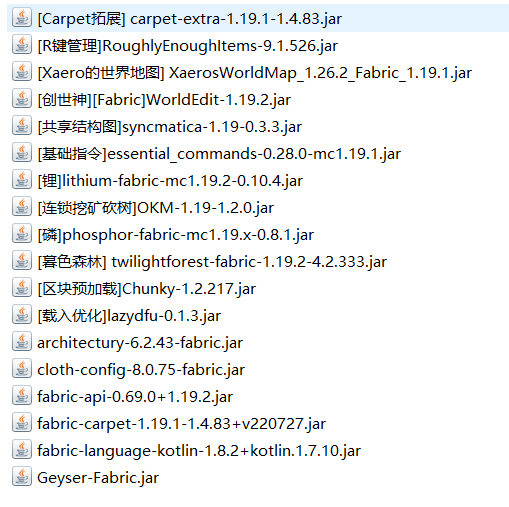 [Carpet拓展] carpet-extra-1.19.1-1.4.83.jar
[R键管理]RoughlyEnoughItems-9.1.526.jar
[Xaero的世界地图] XaerosWorldMap_1.26.2_Fabric_1.19.1.jar
[创世神][Fabric]WorldEdit-1.19.2.jar
[共享结构图]syncmatica-1.19-0.3.3.jar
[基础指令]essential_commands-0.28.0-mc1.19.1.jar
[锂]lithium-fabric-mc1.19.2-0.10.4.jar
[连锁挖矿砍树]OKM-1.19-1.2.0.jar
[磷]phosphor-fabric-mc1.19.x-0.8.1.jar
[暮色森林] twilightforest-fabric-1.19.2-4.2.333.jar
[区块预加载]Chunky-1.2.217.jar
[载入优化]lazydfu-0.1.3.jar
architectury-6.2.43-fabric.jar
cloth-config-8.0.75-fabric.jar
fabric-api-0.69.0+1.19.2.jar
fabric-carpet-1.19.1-1.4.83+v220727.jar
fabric-language-kotlin-1.8.2+kotlin.1.7.10.jar
Geyser-Fabric.jar